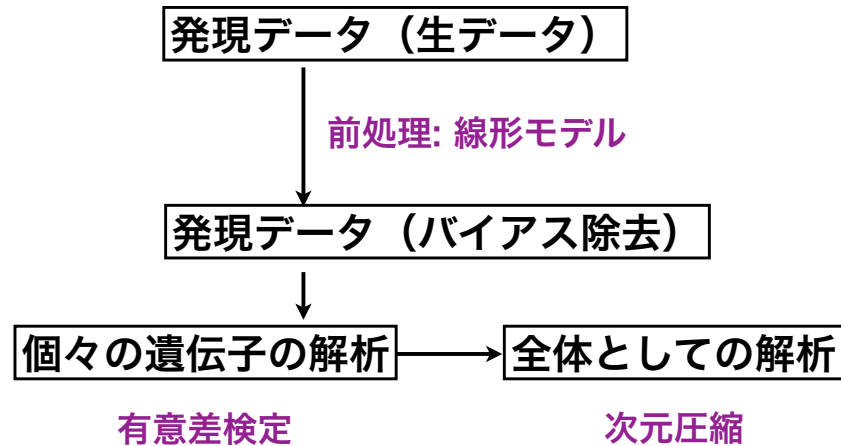 発現データ（生データ）
前処理: 線形モデル
発現データ（バイアス除去）
個々の遺伝子の解析
全体としての解析
有意差検定
次元圧縮